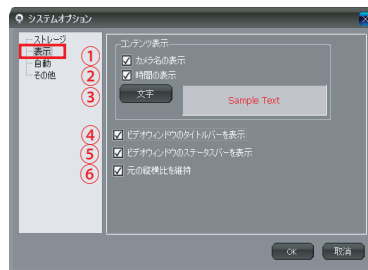 システムオプション
ストレージ
表示
自動
その他
コンテンツ表示
① カメラ名の表示
② 時間の表示
③ 文字 Sample Text
④ ビデオウィンドウのタイトルバーを表示
⑤ ビデオウィンドウのステータスバーを表示
⑥ 元の縦横比を維持
OK 取消